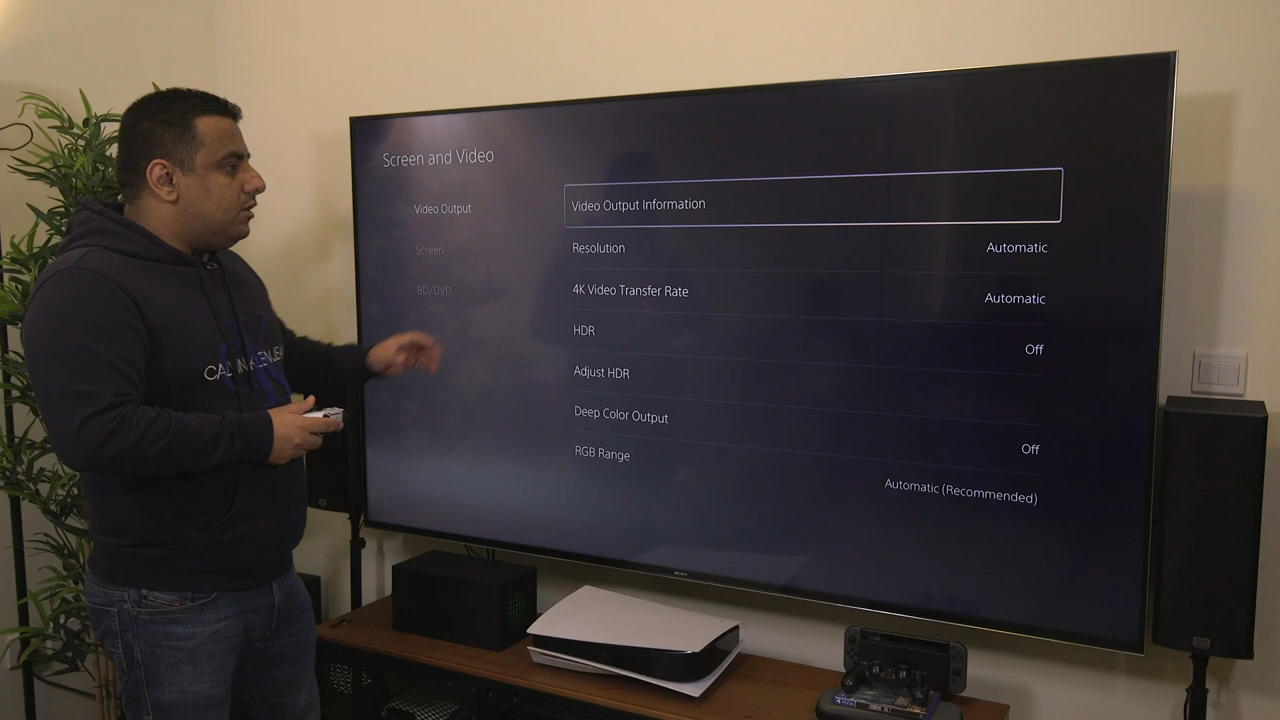 Screen and Video
Video Output
Screen
BD/DVD
Video Output Information
Resolution Automatic
4K Video Transfer Rate Automatic
HDR Off
Adjust HDR
Deep Color Output Off
RGB Range Automatic (Recommended)
SONY